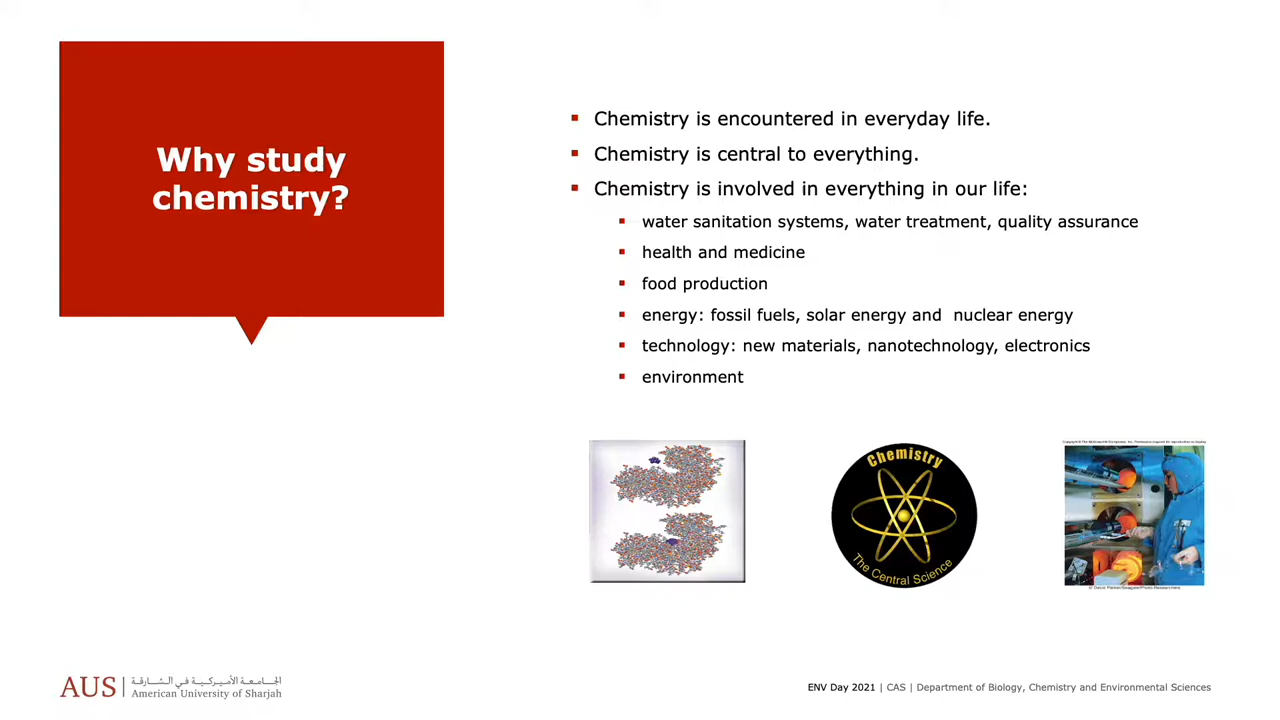 Why study
chemistry?
Chemistry is encountered in everyday life.
Chemistry is central to everything.
Chemistry is involved in everything in our life:
water sanitation systems, water treatment, quality assurance
health and medicine
food production
energy: fossil fuels, solar energy and  nuclear energy
technology: new materials, nanotechnology, electronics
environment
Chemistry
The Central Science
AUS
الجامعة الأميركية في الشارقة
American University of Sharjah
ENV Day 2021 | CAS | Department of Biology, Chemistry and Environmental Sciences